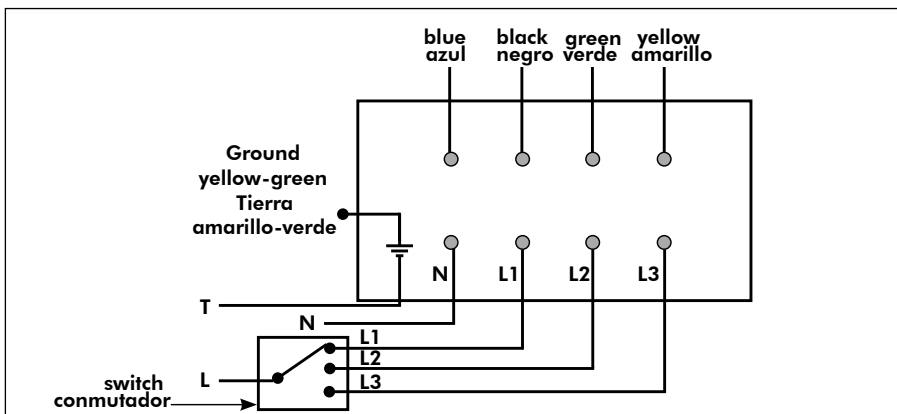 blue
azul
black
negro
green
verde
yellow
amarillo
Ground
yellow-green
Tierra
amarillo-verde
N
L1
L2
L3
T
N
L1
L2
L3
L
switch
conmutador